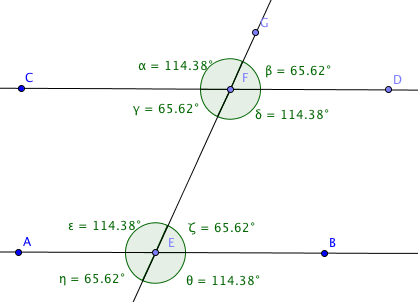 G
α = 114.38°
F
β = 65.62°
C
D
γ = 65.62°
δ = 114.38°
ε = 114.38°
ζ = 65.62°
A
E
B
η = 65.62°
θ = 114.38°